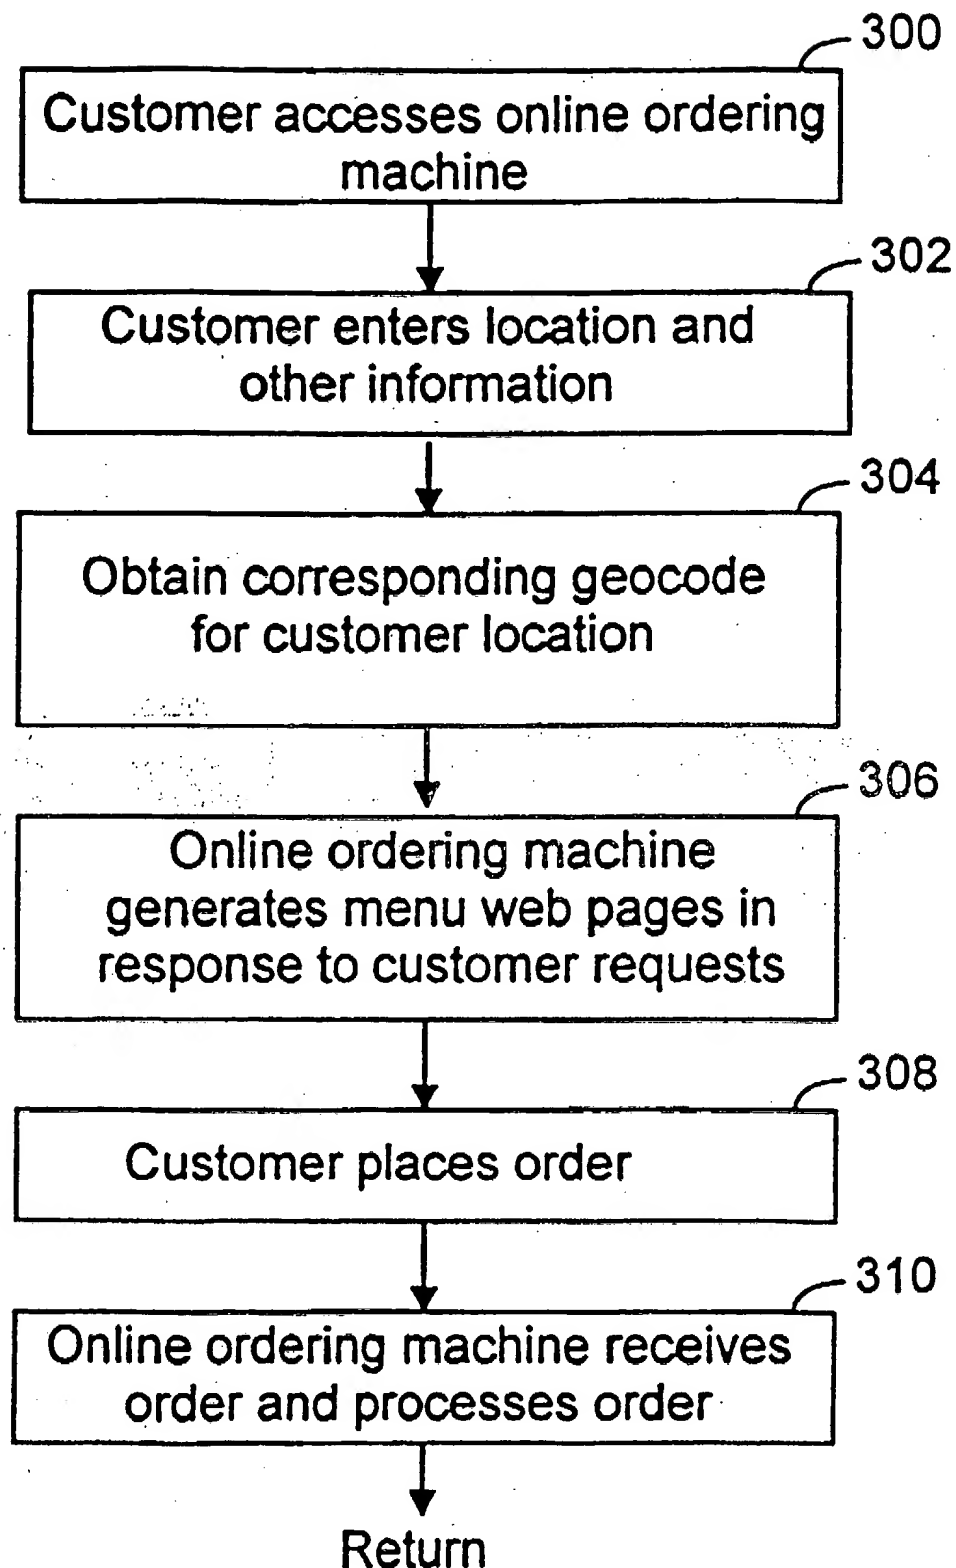 300
Customer accesses online ordering
machine
302
Customer enters location and
other information
304
Obtain corresponding geocode
for customer location
306
Online ordering machine
generates menu web pages in
response to customer requests
308
Customer places order
310
Online ordering machine receives
order and processes order
Return